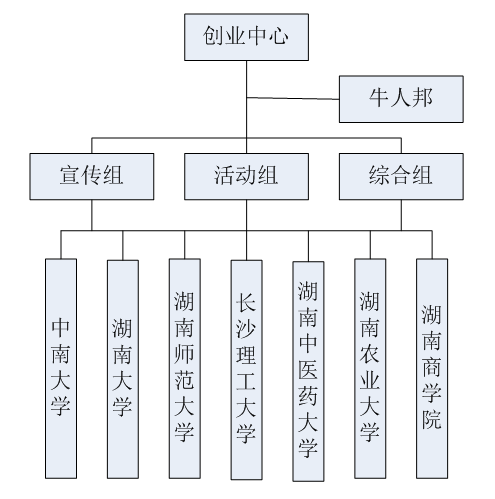 创业中心
牛人邦
宣传组
活动组
综合组
中南大学
湖南大学
湖南师范大学
长沙理工大学
湖南中医药大学
湖南农业大学
湖南商学院